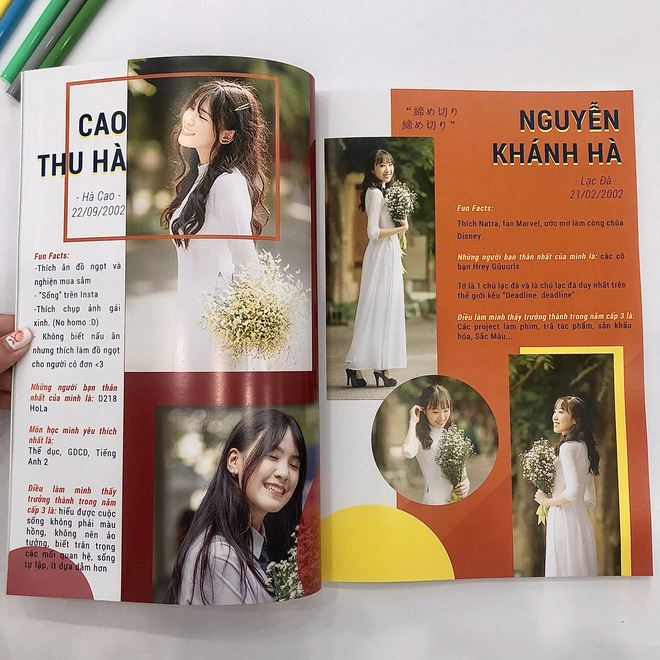 CAO
THU HÀ
- Hà Cao -
22/09/2002
Fun Facts:
-Thích ăn đồ ngọt và
nghiện mua sắm
- "Sống" trên Insta
-Thích chụp ảnh gái
xinh. (No homo :D)
- Không biết nấu ăn
nhưng thích làm đồ ngọt
cho người cô đơn <3
Những người bạn thân
nhất của mình là: D218
HoLa
Môn học mình yêu thích
nhất là:
Thể dục, GDCD, Tiếng
Anh 2
Điều làm mình thấy
trưởng thành trong năm
cấp 3 là: hiểu được cuộc
sống không phải màu
hồng, không nên ảo
tưởng, biết trân trọng
các mối quan hệ, sống
tự lập, ít dựa dẫm hơn
"締め切り
締め切り"
NGUYỄN
KHÁNH HÀ
- Lạc Đà -
21/02/2002
Fun Facts:
Thích Natra, fan Marvel, ước mơ làm công chúa
Disney
Những người bạn thân nhất của mình là: các cô
bạn Hrey Gúuurls
Tớ là 1 chú lạc đà và là chú lạc đà duy nhất trên
thế giới kêu "Deadline, deadline"
Điều làm mình thấy trưởng thành trong năm cấp 3 là:
Các project làm phim, trả tác phẩm, sân khấu
hóa, Sắc Màu,...